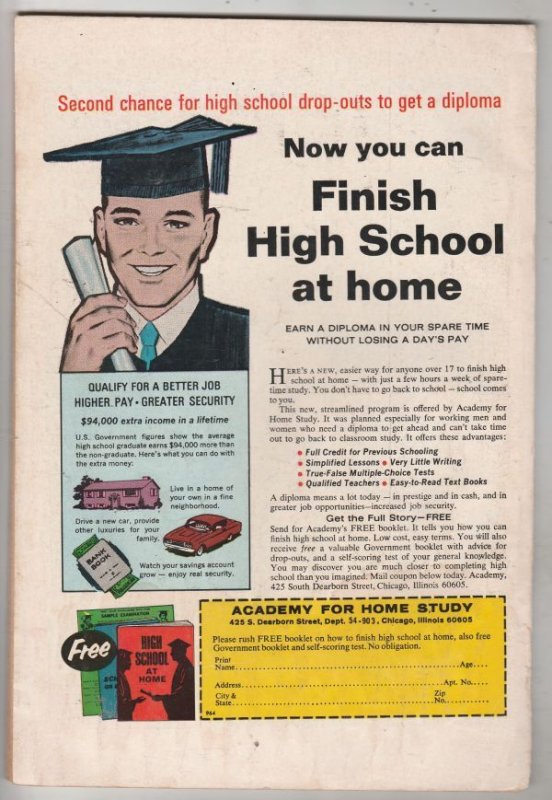 Second chance for high school drop-outs to get a diploma
Now you can
Finish
High School
at home
EARN A DIPLOMA IN YOUR SPARE TIME
WITHOUT LOSING A DAY'S PAY
QUALIFY FOR A BETTER JOB
HIGHER PAY • GREATER SECURITY
$94,000 extra income in a lifetime
U.S. Government figures show the average
high school graduate earns $94,000 more than
the non-graduate. Here's what you can do with
the extra money:
Live in a home of
your own in a fine
neighborhood.
Drive a new car, provide
other luxuries for your
family.
BANK
BOOK
Watch your savings account
grow — enjoy real security.
HERE'S A NEW, easier way for anyone over 17 to finish high
school at home — with just a few hours a week of spare-
time study. You don't have to go back to school — school comes
to you.
This new, streamlined program is offered by Academy for
Home Study. It was planned especially for working men and
women who need a diploma to get ahead and can't take time
out to go back to classroom study. It offers these advantages:
• Full Credit for Previous Schooling
• Simplified Lessons • Very Little Writing
• True-False Multiple-Choice Tests
• Qualified Teachers • Easy-to-Read Text Books
A diploma means a lot today — in prestige and in cash, and in
greater job opportunities—increased job security.
Get the Full Story—FREE
Send for Academy's FREE booklet. It tells you how you can
finish high school at home. Low cost, easy terms. You will also
receive free a valuable Government booklet with advice for
drop-outs, and a self-scoring test of your general knowledge.
You may discover you are much closer to completing high
school than you imagined. Mail coupon below today. Academy,
425 South Dearborn Street, Chicago, Illinois 60605.
Free
SAMPLE EXAMINATION
HIGH
SCHOOL
AT
HOME
ACADEMY FOR HOME STUDY
425 S. Dearborn Street, Dept. 54-903, Chicago, Illinois 60605
Please rush FREE booklet on how to finish high school at home, also free
Government booklet and self-scoring test. No obligation.
Print
Name Age
Address Apt. No.
City & Zip
State No.
964